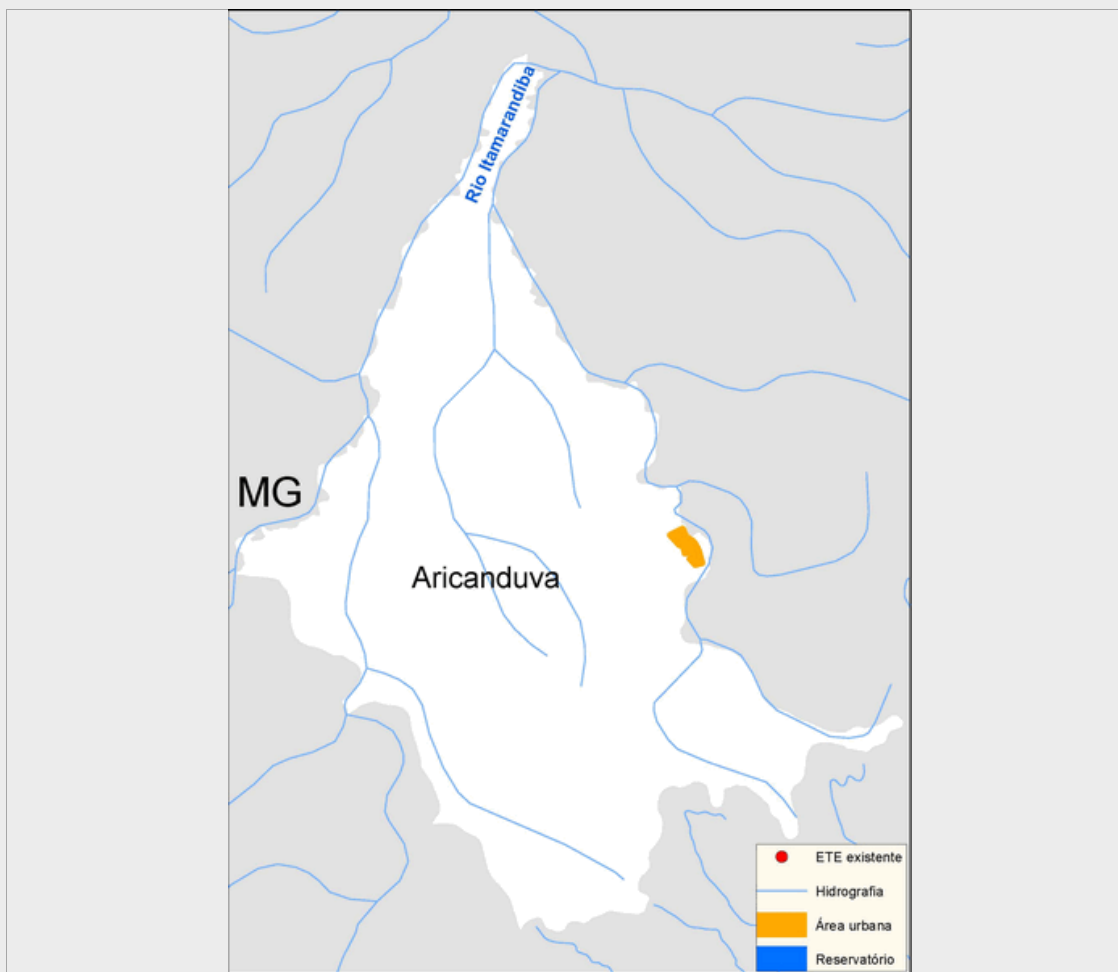 Rio Itamarandiba
MG
Aricanduva
ETE existente
Hidrografia
Área urbana
Reservatório